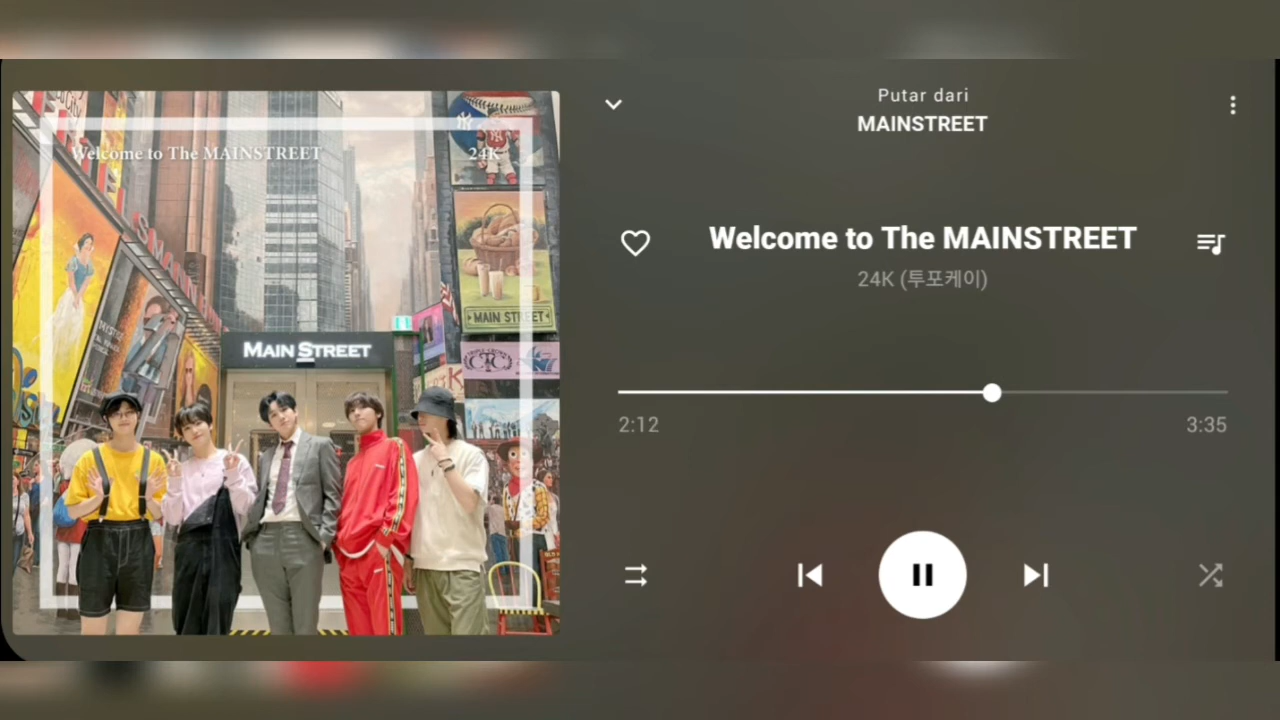 Welcome to The MAINSTREET
24K
MAIN STREET
MAIN STREET
Putar dari
MAINSTREET
Welcome to The MAINSTREET
24K (투포케이)
2:12
3:35